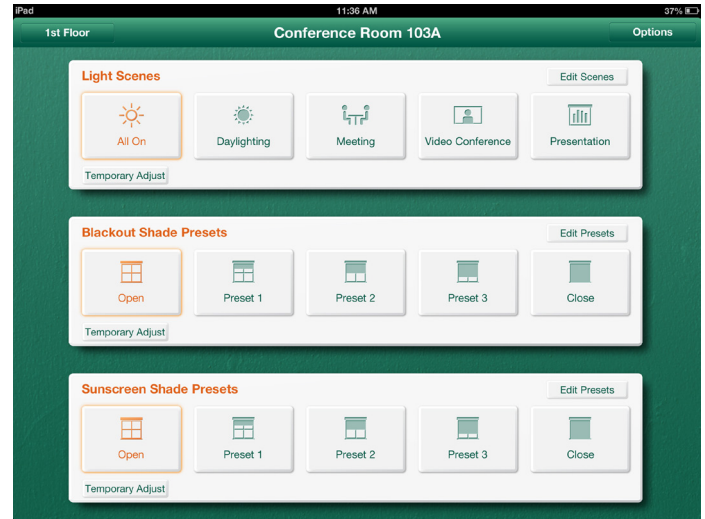 iPad 11:36 AM 37%
1st Floor Conference Room 103A Options
Light Scenes Edit Scenes
All On Daylighting Meeting Video Conference Presentation
Temporary Adjust
Blackout Shade Presets Edit Presets
Open Preset 1 Preset 2 Preset 3 Close
Temporary Adjust
Sunscreen Shade Presets Edit Presets
Open Preset 1 Preset 2 Preset 3 Close
Temporary Adjust